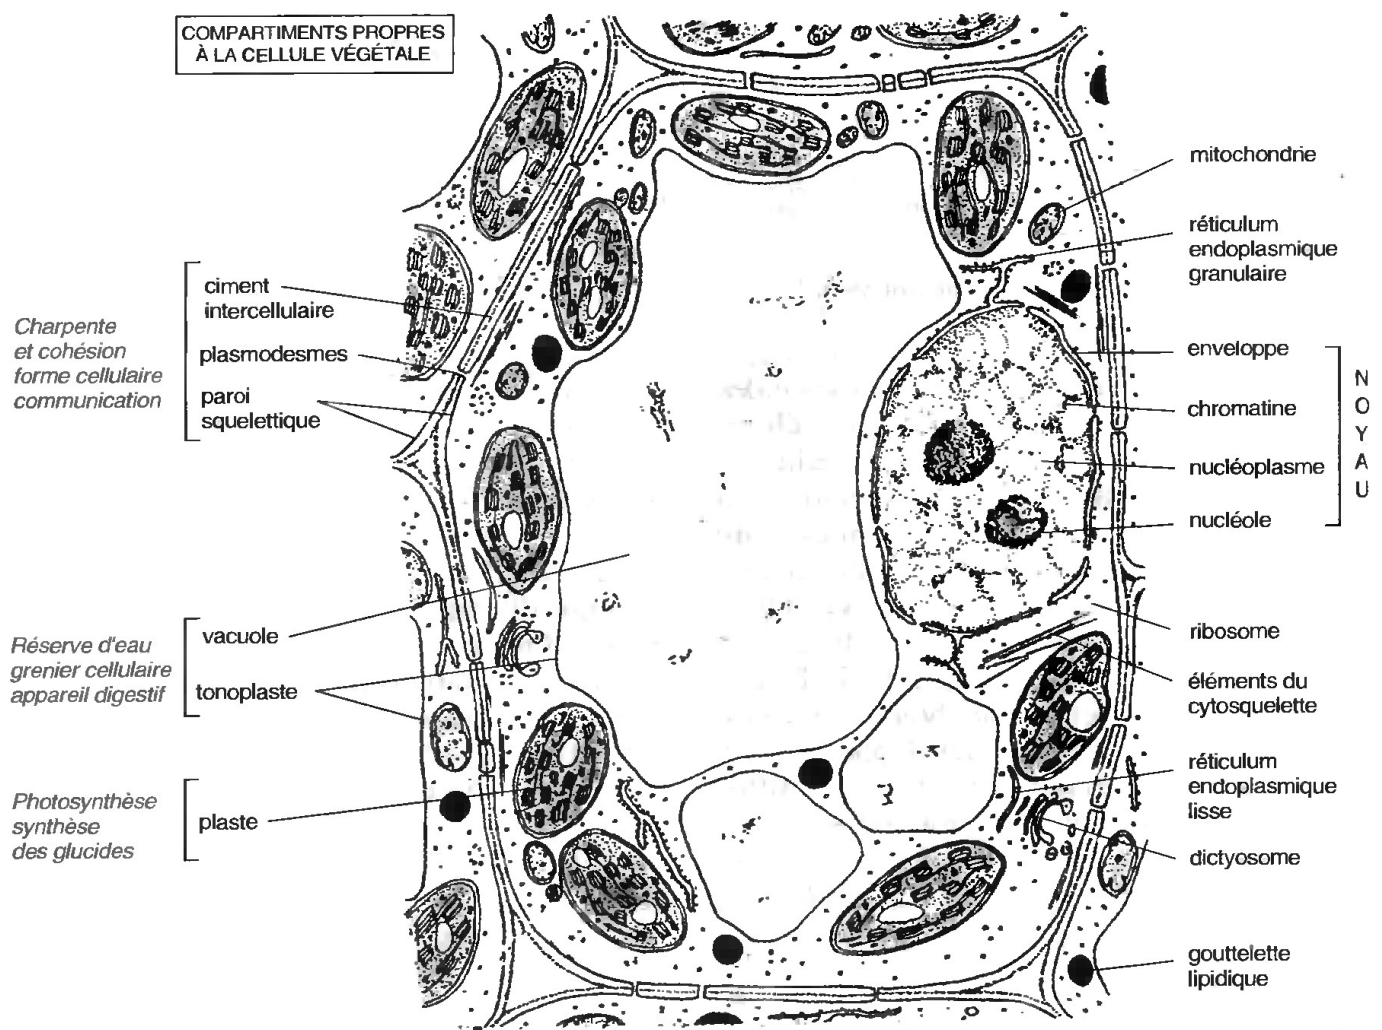 COMPARTIMENTS PROPRES
À LA CELLULE VÉGÉTALE
Charpente
et cohésion
forme cellulaire
communication
ciment
intercellulaire
plasmodesmes
paroi
squelettique
Réserve d'eau
grenier cellulaire
appareil digestif
vacuole
tonoplaste
Photosynthèse
synthèse
des glucides
plaste
mitochondrie
réticulum
endoplasmique
granulaire
enveloppe
chromatine
nucléoplasme
nucléole
NOYAU
ribosome
éléments du
cytosquelette
réticulum
endoplasmique
lisse
dictyosome
gouttelette
lipidique